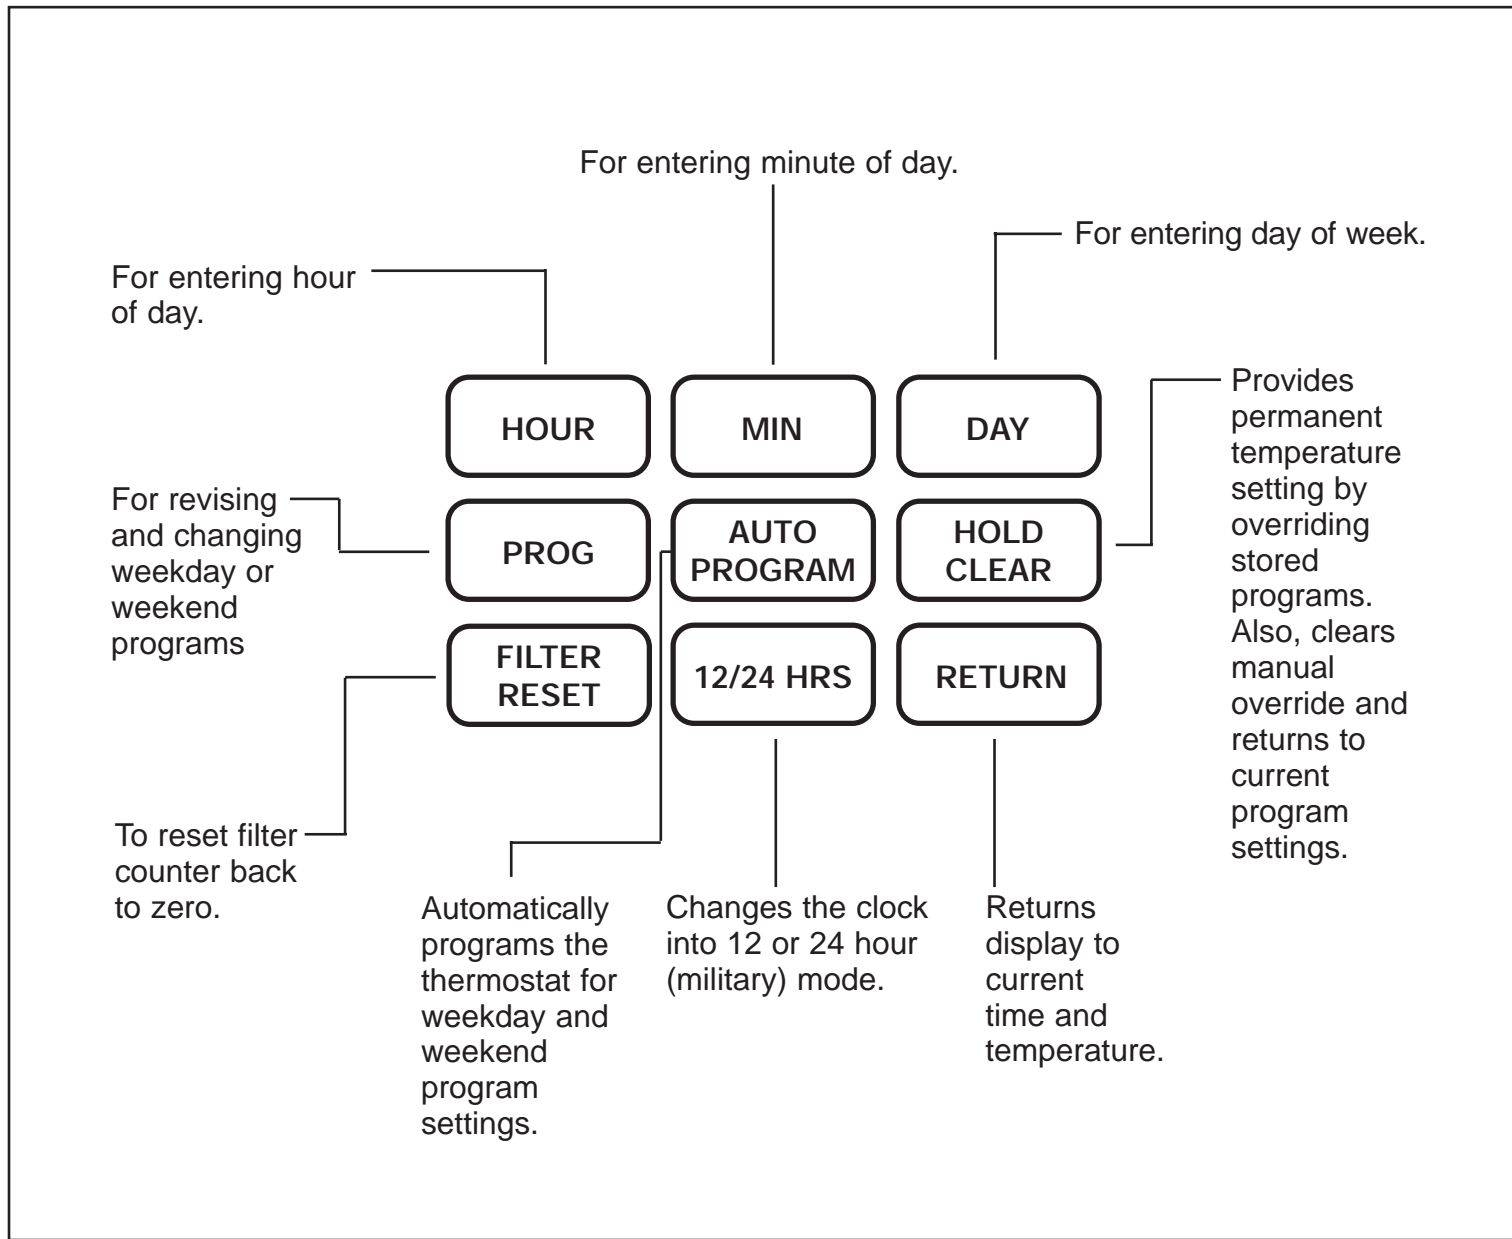 For entering minute of day.
For entering day of week.
For entering hour
of day.
HOUR
MIN
DAY
Provides
permanent
temperature
setting by
overriding
stored
programs.
Also, clears
manual
override and
returns to
current
program
settings.
For revising
and changing
weekday or
weekend
programs
PROG
AUTO
PROGRAM
HOLD
CLEAR
FILTER
RESET
12/24 HRS
RETURN
To reset filter
counter back
to zero.
Automatically
programs the
thermostat for
weekday and
weekend
program
settings.
Changes the clock
into 12 or 24 hour
(military) mode.
Returns
display to
current
time and
temperature.